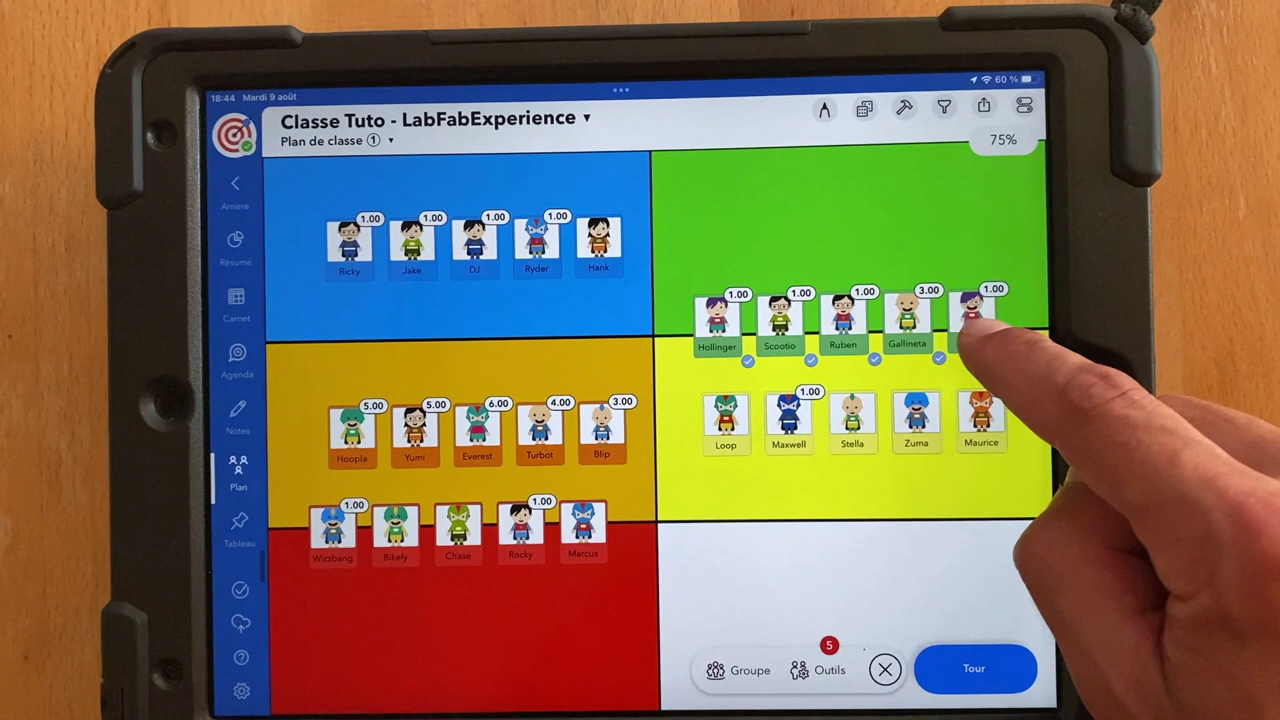 18:44 Mardi 9 août
60 %
Classe Tuto - LabFabExperience
Plan de classe 1
75%
Arrière
Résumé
Carnet
Agenda
Notes
Plan
Tableau
1.00 1.00 1.00 1.00
Ricky Jake DJ Ryder Hank
1.00 1.00 1.00 3.00 1.00
Hollinger Scootio Ruben Gallineta
5.00 5.00 6.00 4.00 3.00
Hoopla Yumi Everest Turbot Blip
1.00
Loop Maxwell Stella Zuma Maurice
1.00 1.00
Wizzbang Bikely Chase Rocky Marcus
5
Groupe Outils Tour